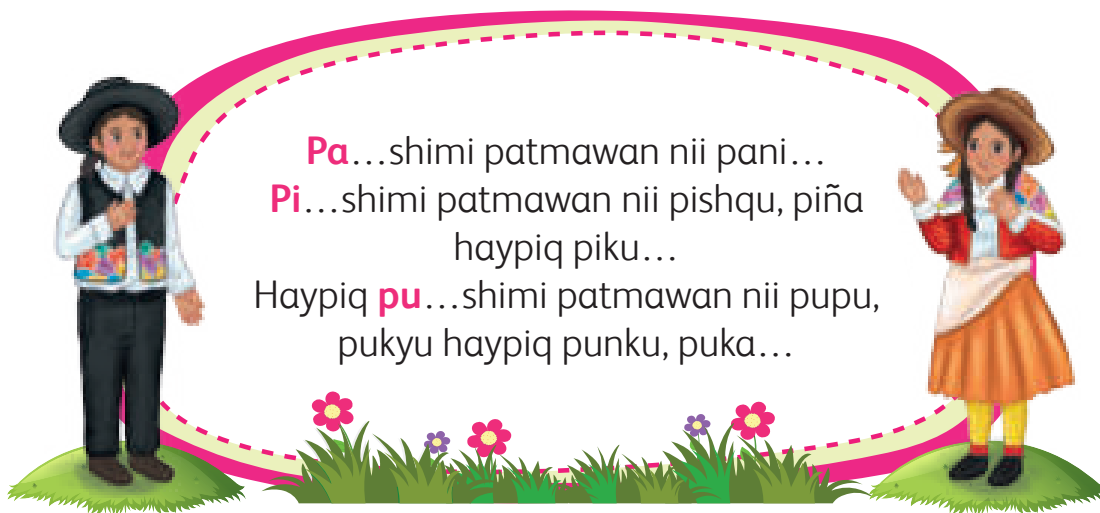 Pa…shimi patmawan nii pani…
Pi…shimi patmawan nii pishqu, piña
haypiq piku…
Haypiq pu…shimi patmawan nii pupu,
pukyu haypiq punku, puka…